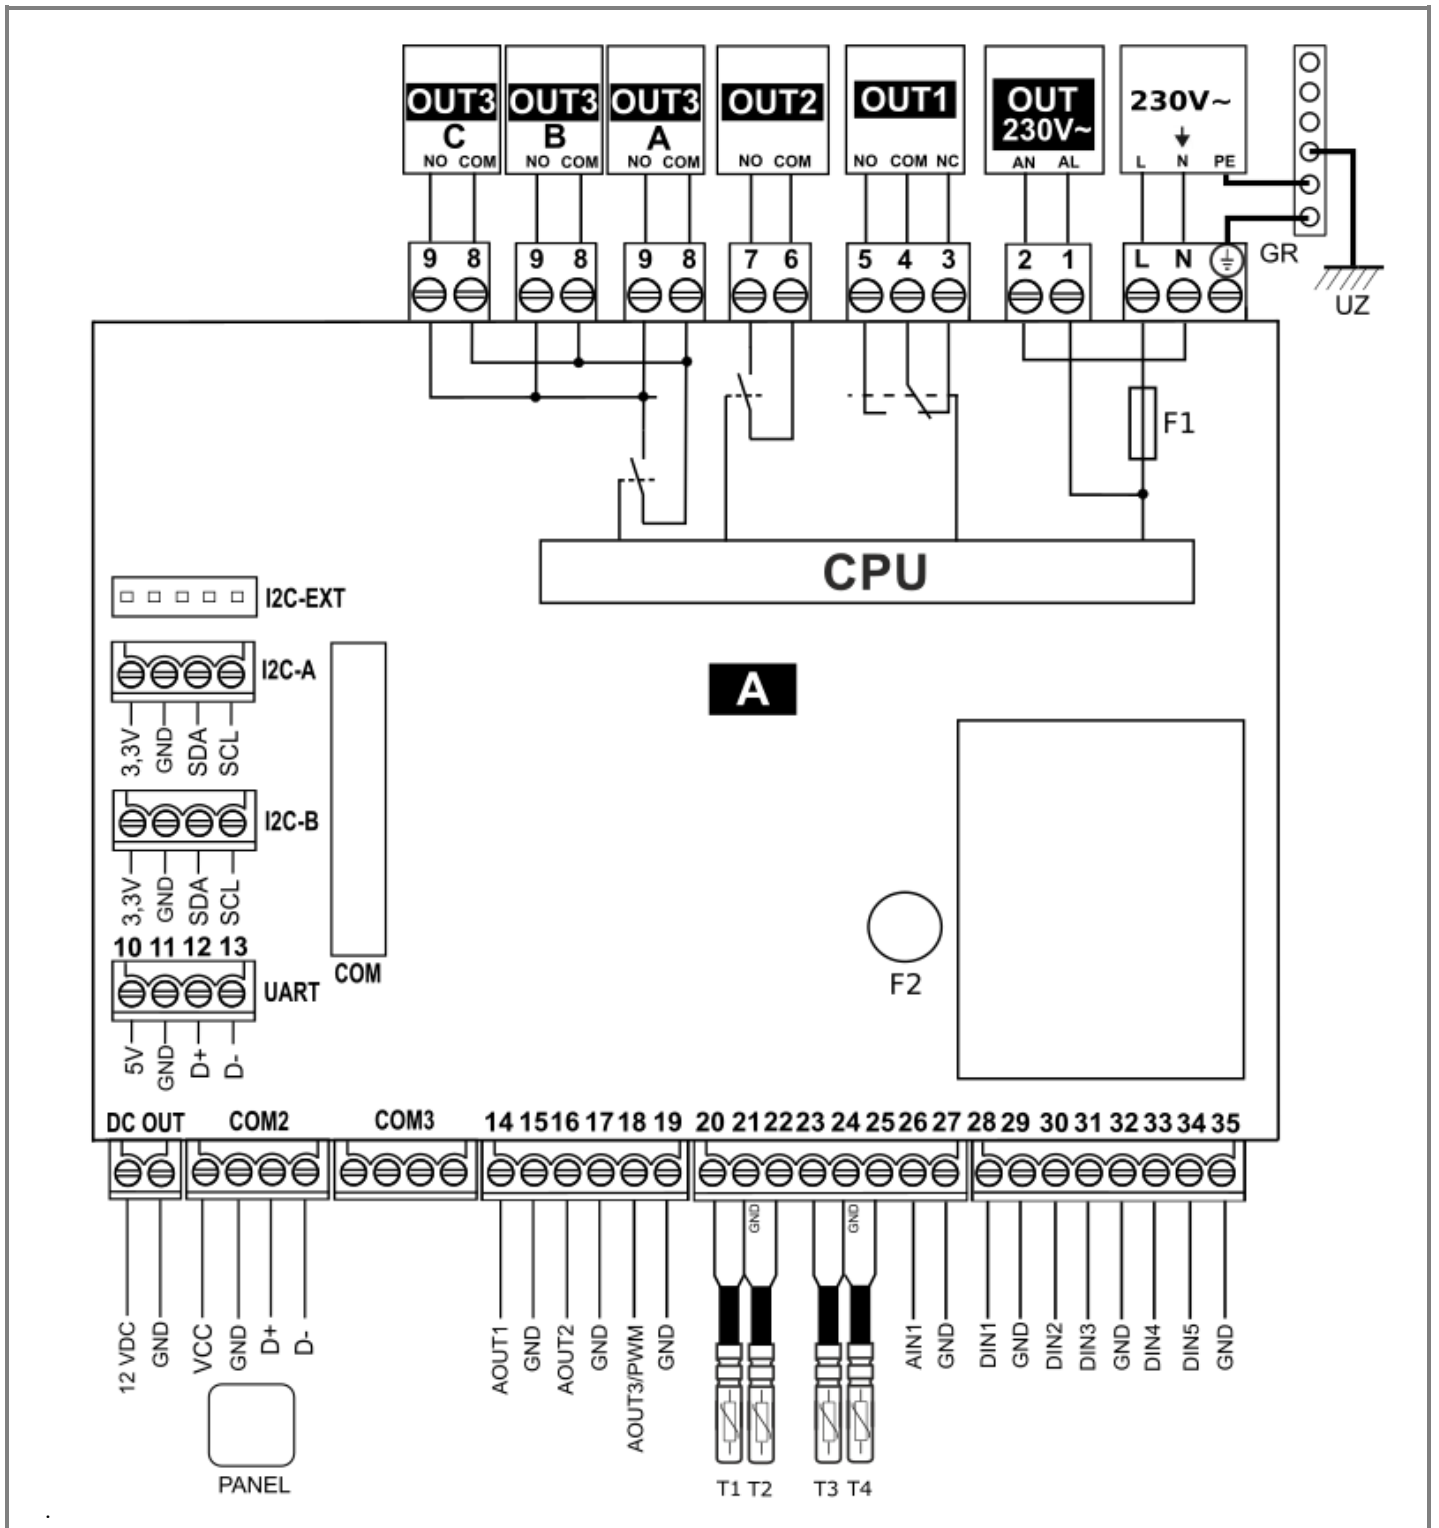 OUT3 OUT3 OUT3 OUT2 OUT1 OUT 230V~
C B A 230V~
NO COM NO COM NO COM NO COM NO COM NC AN AL L N PE
9 8 9 8 9 8 7 6 5 4 3 2 1 L N GR
UZ
F1
CPU
I2C-EXT
I2C-A
A
3,3V GND SDA SCL
I2C-B
3,3V GND SDA SCL
10 11 12 13
COM
F2
UART
5V GND D+ D-
DC OUT COM2 COM3 14 15 16 17 18 19 20 21 22 23 24 25 26 27 28 29 30 31 32 33 34 35
GND GND
12 VDC GND VCC GND D+ D- AOUT1 GND AOUT2 GND AOUT3/PWM GND AIN1 GND DIN1 GND DIN2 DIN3 GND DIN4 DIN5 GND
PANEL T1 T2 T3 T4
.